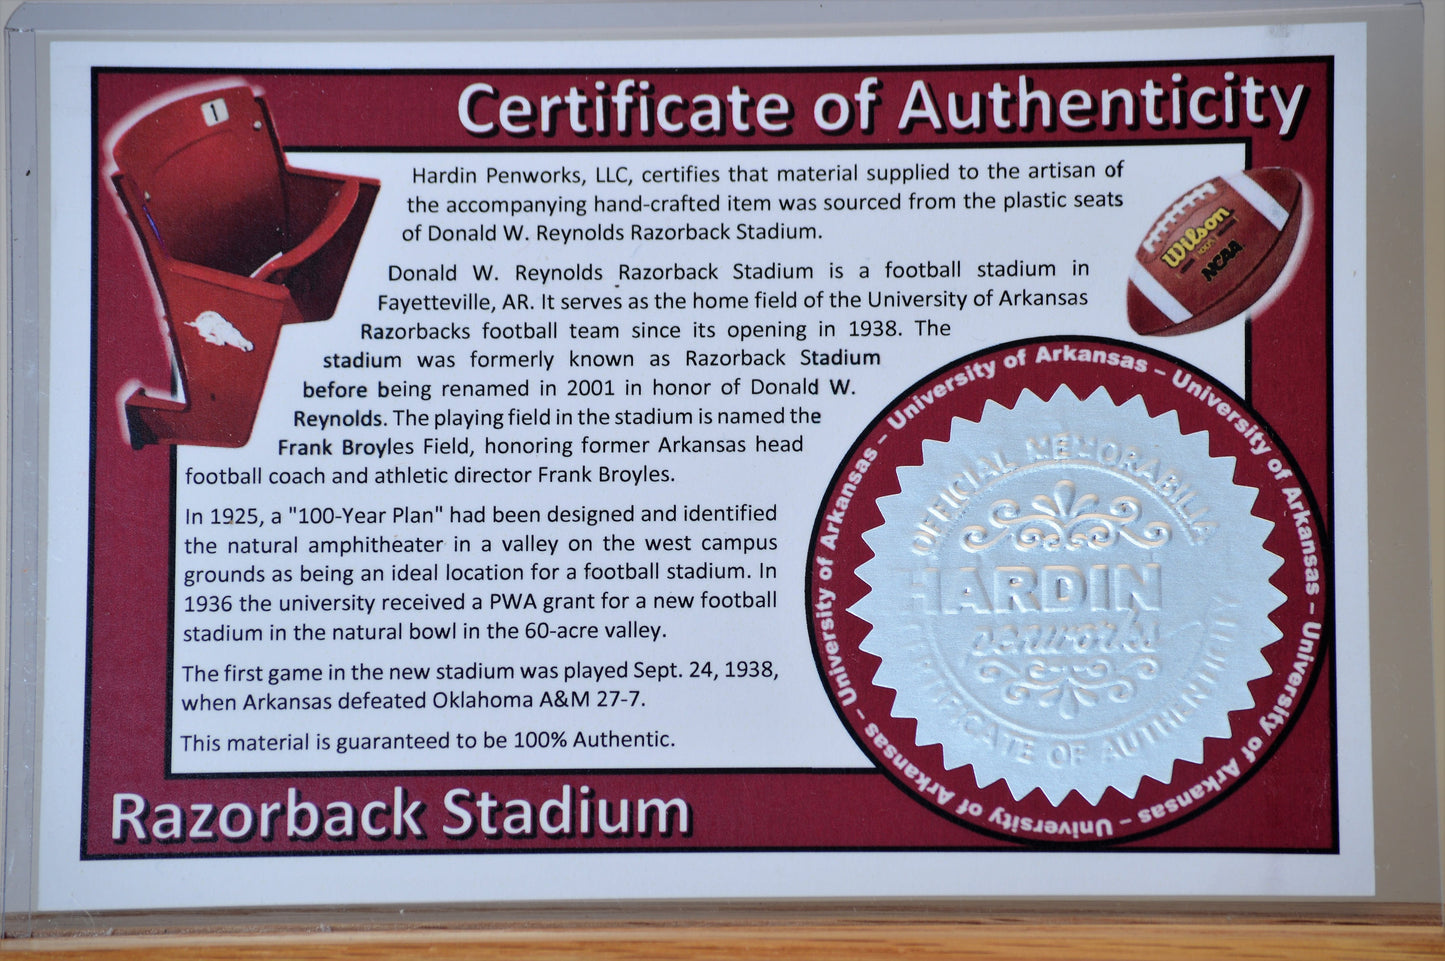 Certificate of Authenticity
1
Hardin Penworks, LLC, certifies that material supplied to the artisan of
the accompanying hand-crafted item was sourced from the plastic seats
of Donald W. Reynolds Razorback Stadium.
Wilson
NCAA
Donald W. Reynolds Razorback Stadium is a football stadium in
Fayetteville, AR. It serves as the home field of the University of Arkansas
Razorbacks football team since its opening in 1938. The
stadium was formerly known as Razorback Stadium
before being renamed in 2001 in honor of Donald W.
Reynolds. The playing field in the stadium is named the
Frank Broyles Field, honoring former Arkansas head
football coach and athletic director Frank Broyles.
In 1925, a "100-Year Plan" had been designed and identified
the natural amphitheater in a valley on the west campus
grounds as being an ideal location for a football stadium. In
1936 the university received a PWA grant for a new football
stadium in the natural bowl in the 60-acre valley.
The first game in the new stadium was played Sept. 24, 1938,
when Arkansas defeated Oklahoma A&M 27-7.
This material is guaranteed to be 100% Authentic.
University of Arkansas – University of Arkansas – University of Arkansas – University of Arkansas – University of Arkansas –
OFFICIAL MEMORABILIA
HARDIN
penworks
CERTIFICATE OF AUTHENTICITY
Razorback Stadium